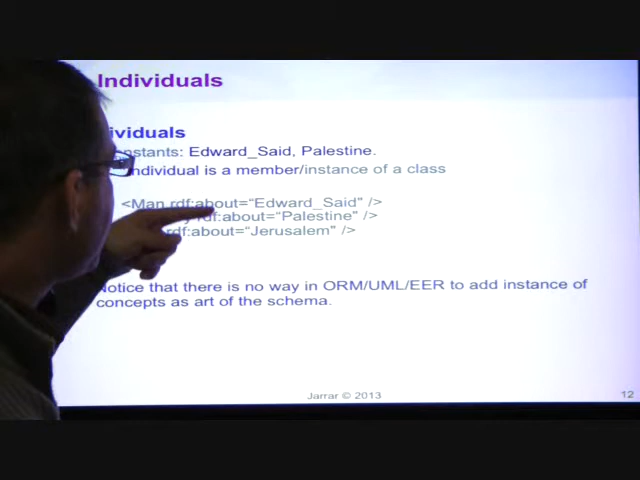 Individuals
ividuals
nstants: Edward_Said, Palestine.
ndividual is a member/instance of a class
<Man rdf:about="Edward_Said" />
rdf:about="Palestine" />
rdf:about="Jerusalem" />
Notice that there is no way in ORM/UML/EER to add instance of
concepts as art of the schema.
Jarrar © 2013
12